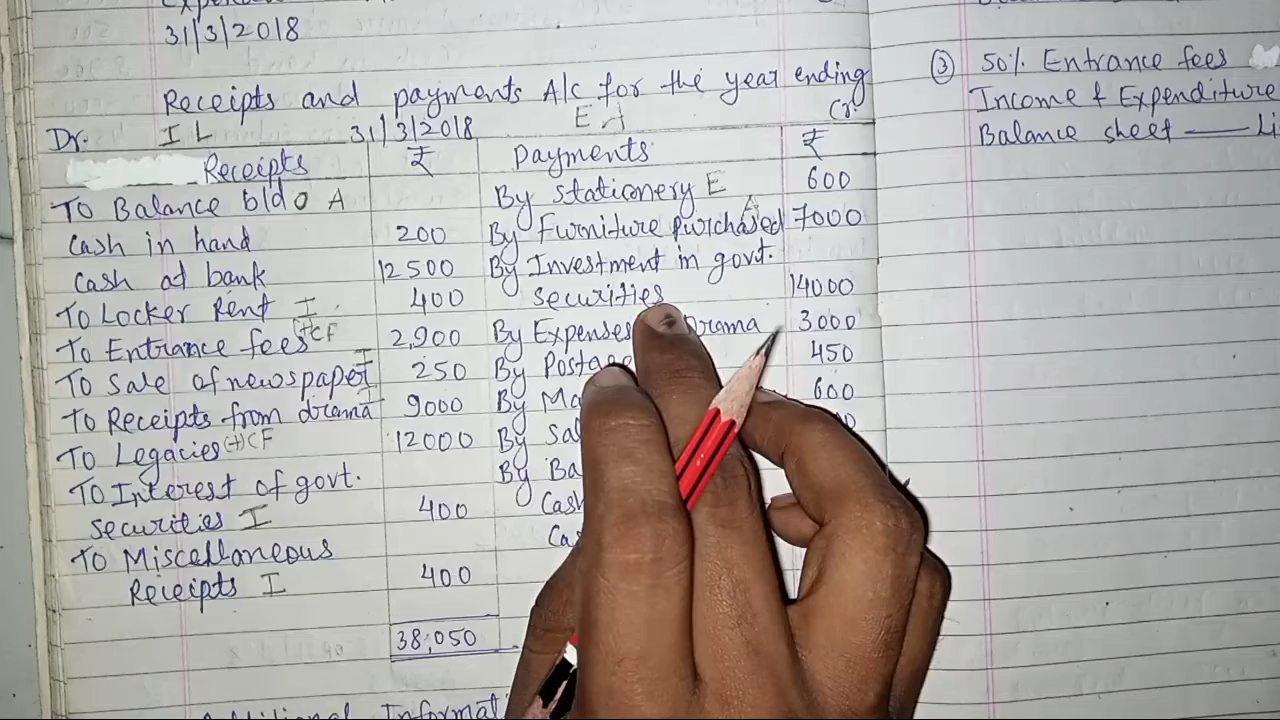 31/3/2018
Receipts and payments A/c for the year ending
Dr. I L 31/3/2018 E A Cr.
Receipts ₹ Payments ₹
To Balance b/d O A
By Stationery E 600
Cash in hand 200
By Furniture Purchased A 7000
Cash at bank 12500
By Investment in govt.
securities 14000
To Locker Rent I 400
By Expenses Drama 3000
To Entrance fees (+)CF 2,900
By Postage 450
To Sale of newspaper I 250
By 600
To Receipts from drama I 9000
By
To Legacies (+)CF 12000
By
To Interest of govt.
securities I 400
Cash
To Miscellaneous
Receipts I 400
38,050
Additional
③ 50% Entrance fees
Income & Expenditure
Balance sheet —